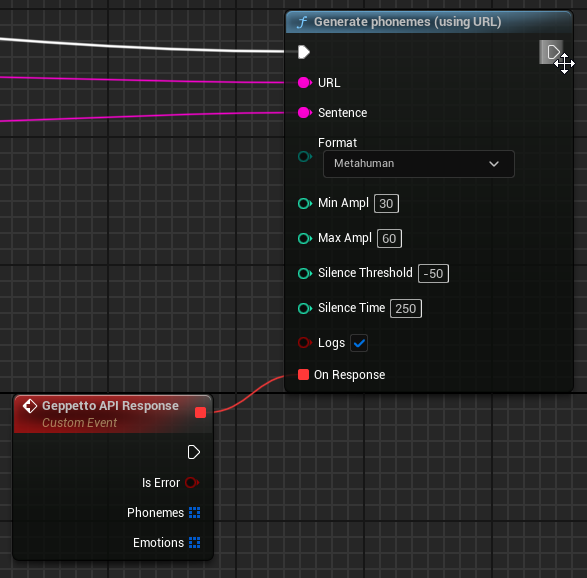 Generate phonemes (using URL)
URL
Sentence
Format
Metahuman
Min Ampl 30
Max Ampl 60
Silence Threshold -50
Silence Time 250
Logs
On Response
Geppetto API Response
Custom Event
Is Error
Phonemes
Emotions